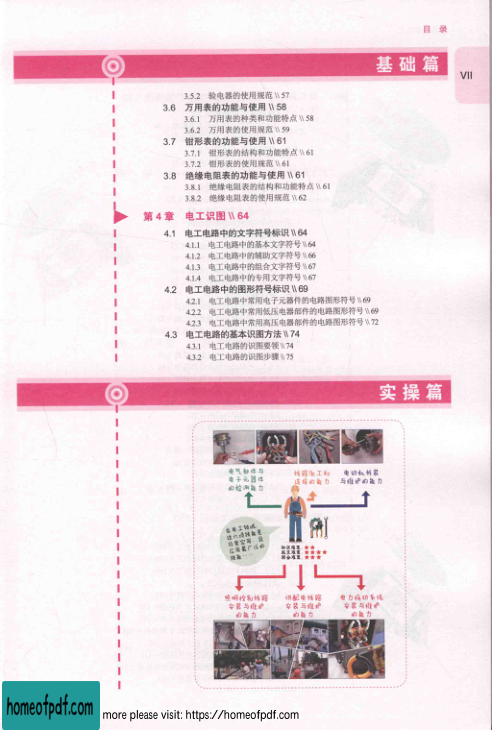 目 录
基础篇
VII
3.5.2 验电器的使用规范 \\ 57
3.6 万用表的功能与使用 \\ 58
3.6.1 万用表的种类和功能特点 \\ 58
3.6.2 万用表的使用规范 \\ 59
3.7 钳形表的功能与使用 \\ 61
3.7.1 钳形表的结构和功能特点 \\ 61
3.7.2 钳形表的使用规范 \\ 61
3.8 绝缘电阻表的功能与使用 \\ 61
3.8.1 绝缘电阻表的结构和功能特点 \\ 61
3.8.2 绝缘电阻表的使用规范 \\ 62
第 4 章 电工识图 \\ 64
4.1 电工电路中的文字符号标识 \\ 64
4.1.1 电工电路中的基本文字符号 \\ 64
4.1.2 电工电路中的辅助文字符号 \\ 66
4.1.3 电工电路中的组合文字符号 \\ 67
4.1.4 电工电路中的专用文字符号 \\ 67
4.2 电工电路中的图形符号标识 \\ 69
4.2.1 电工电路中常用电子元器件的电路图形符号 \\ 69
4.2.2 电工电路中常用低压电器部件的电路图形符号 \\ 69
4.2.3 电工电路中常用高压电器部件的电路图形符号 \\ 72
4.3 电工电路的基本识图方法 \\ 74
4.3.1 电工电路的识图要领 \\ 74
4.3.2 电工电路的识图步骤 \\ 75
实操篇
电气部件与
电子元器件
的检测能力
线路加工和
连接的能力
电动机拆装
与维护的能力
照明控制线路
安装与维护
的能力
供配电线路
安装与维护
的能力
电力拖动系统
安装与维护
的能力
homeofpdf.com
more please visit: https://homeofpdf.com